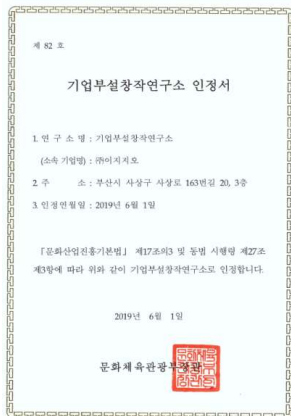 제 82 호
기업부설창작연구소 인정서
1. 연 구 소 명 : 기업부설창작연구소
(소속 기업명) : ㈜이지지오
2. 주 소 : 부산시 사상구 사상로 163번길 20, 3층
3. 인정연월일 : 2019년 6월 1일
『문화산업진흥기본법』 제17조의3 및 동법 시행령 제27조
제3항에 따라 위와 같이 기업부설창작연구소로 인정합니다.
2019년 6월 1일
문화체육관광부장관